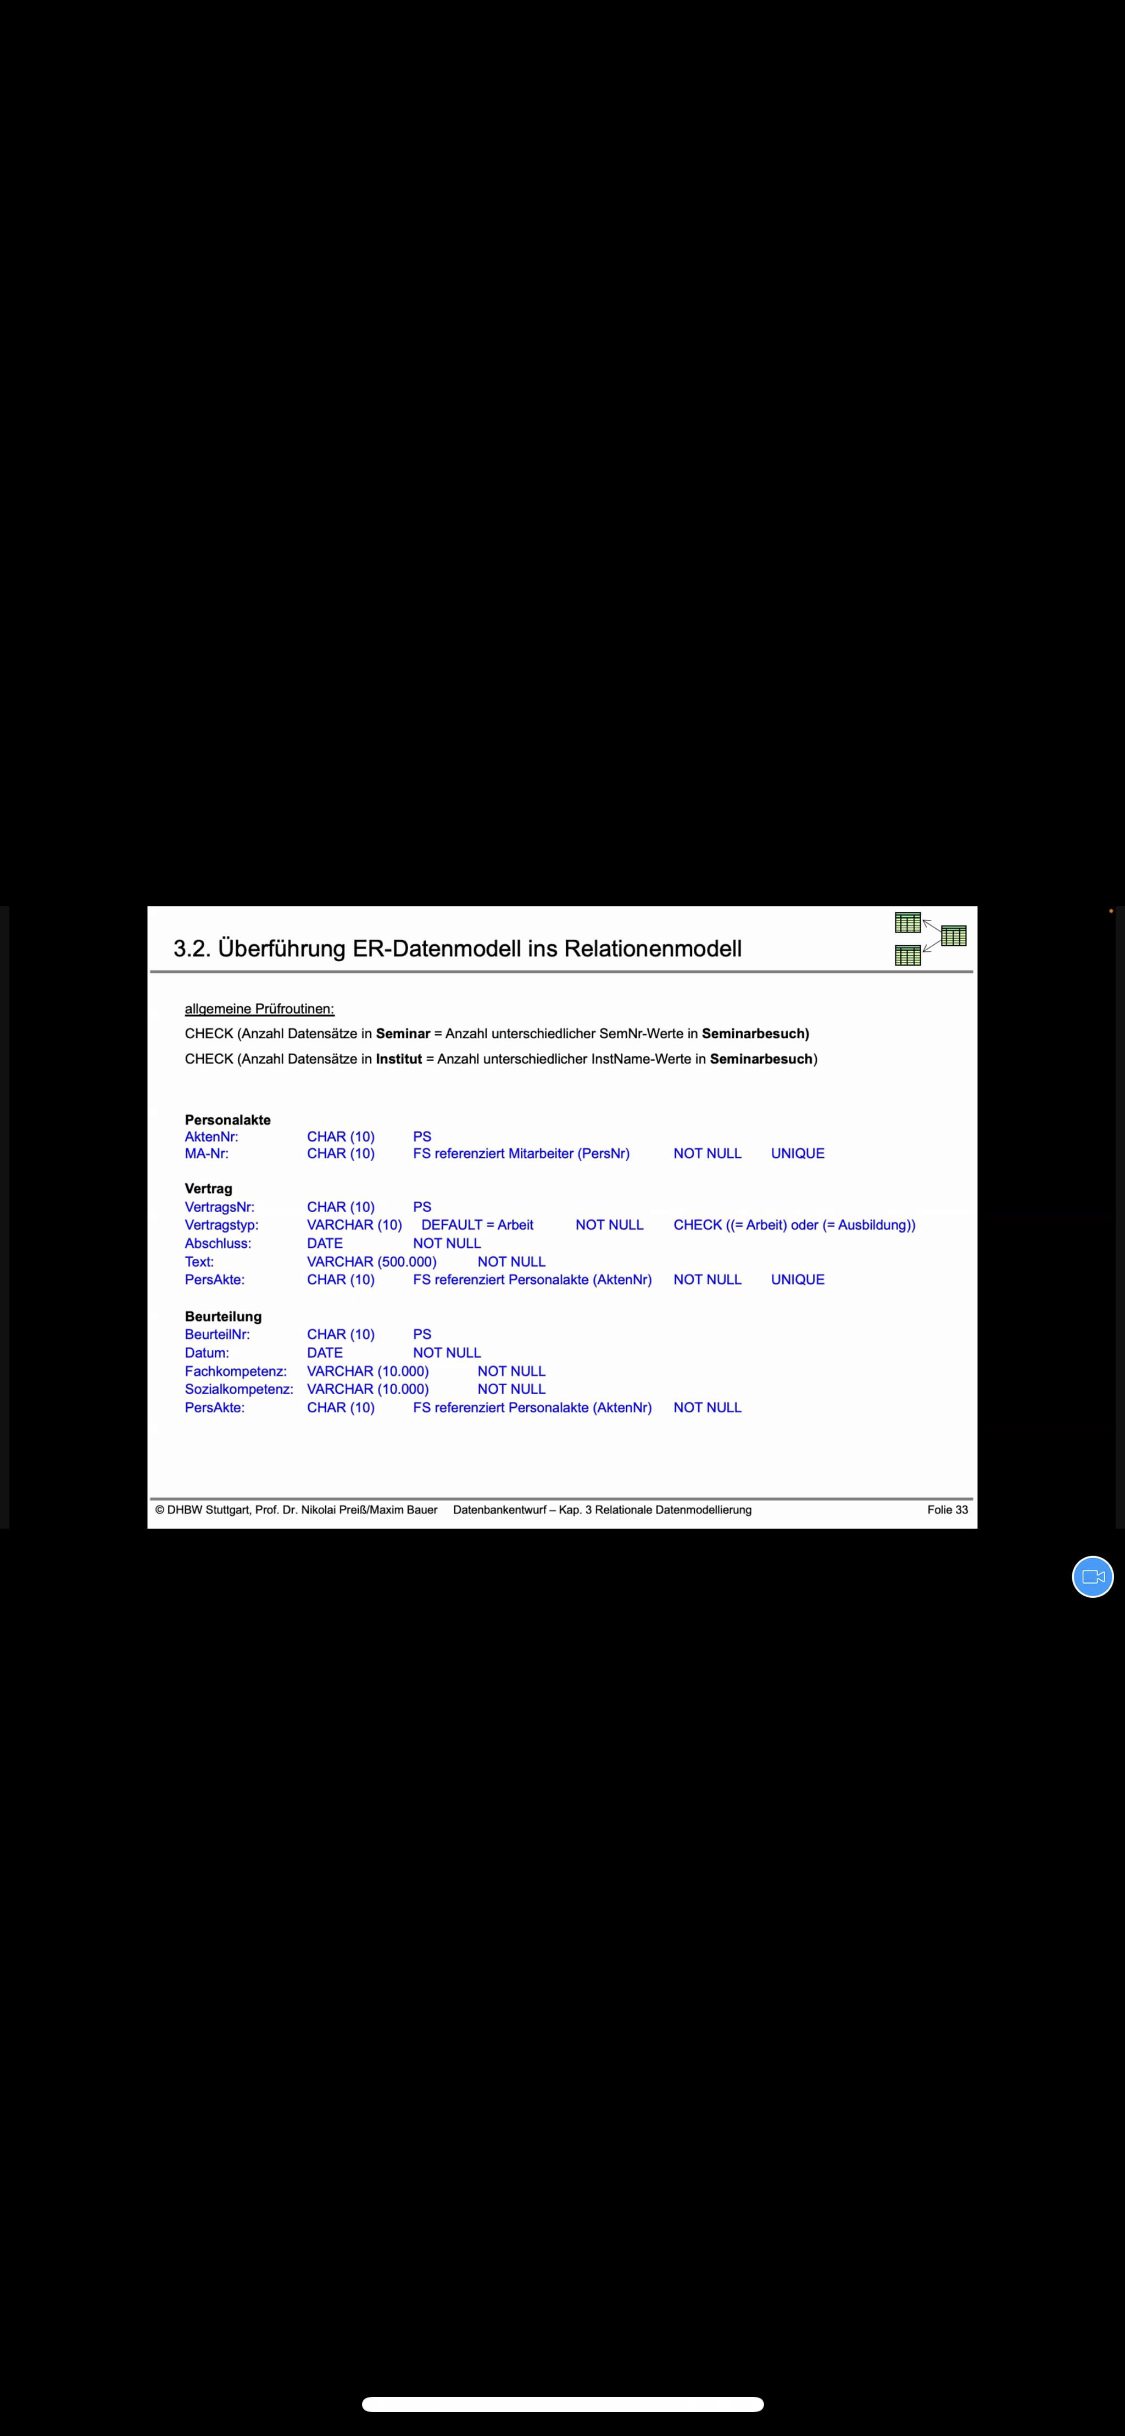 3.2. Überführung ER-Datenmodell ins Relationenmodell
allgemeine Prüfroutinen:
CHECK (Anzahl Datensätze in Seminar = Anzahl unterschiedlicher SemNr-Werte in Seminarbesuch)
CHECK (Anzahl Datensätze in Institut = Anzahl unterschiedlicher InstName-Werte in Seminarbesuch)
Personalakte
AktenNr: CHAR (10) PS
MA-Nr: CHAR (10) FS referenziert Mitarbeiter (PersNr) NOT NULL UNIQUE
Vertrag
VertragsNr: CHAR (10) PS
Vertragstyp: VARCHAR (10) DEFAULT = Arbeit NOT NULL CHECK ((= Arbeit) oder (= Ausbildung))
Abschluss: DATE NOT NULL
Text: VARCHAR (500.000) NOT NULL
PersAkte: CHAR (10) FS referenziert Personalakte (AktenNr) NOT NULL UNIQUE
Beurteilung
BeurteilNr: CHAR (10) PS
Datum: DATE NOT NULL
Fachkompetenz: VARCHAR (10.000) NOT NULL
Sozialkompetenz: VARCHAR (10.000) NOT NULL
PersAkte: CHAR (10) FS referenziert Personalakte (AktenNr) NOT NULL
© DHBW Stuttgart, Prof. Dr. Nikolai Preiß/Maxim Bauer Datenbankentwurf – Kap. 3 Relationale Datenmodellierung Folie 33